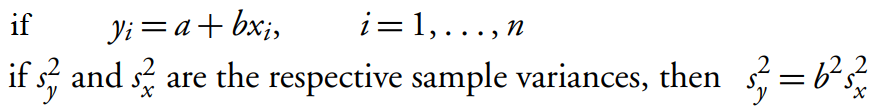 if y_i = a + bx_i, i = 1, . . . , n
if s_y^2 and s_x^2 are the respective sample variances, then s_y^2 = b^2 s_x^2